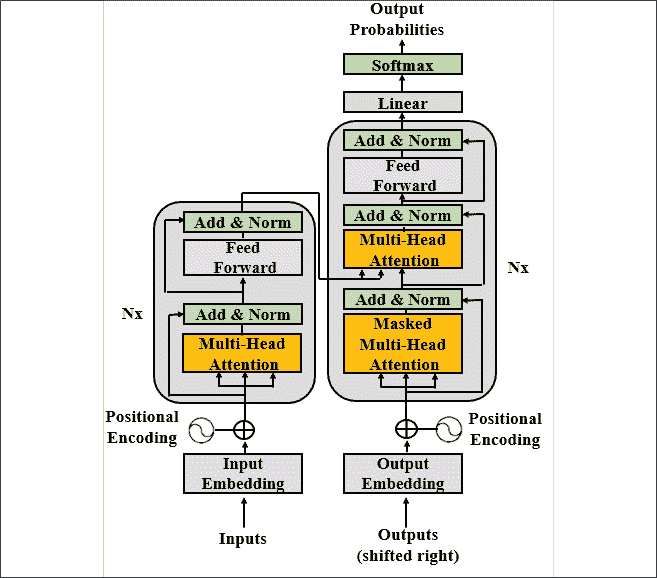 Output
Probabilities
Softmax
Linear
Add & Norm
Feed
Forward
Add & Norm
Multi-Head
Attention
Nx
Add & Norm
Masked
Multi-Head
Attention
Add & Norm
Feed
Forward
Nx
Add & Norm
Multi-Head
Attention
Positional
Encoding
Positional
Encoding
Input
Embedding
Output
Embedding
Inputs
Outputs
(shifted right)